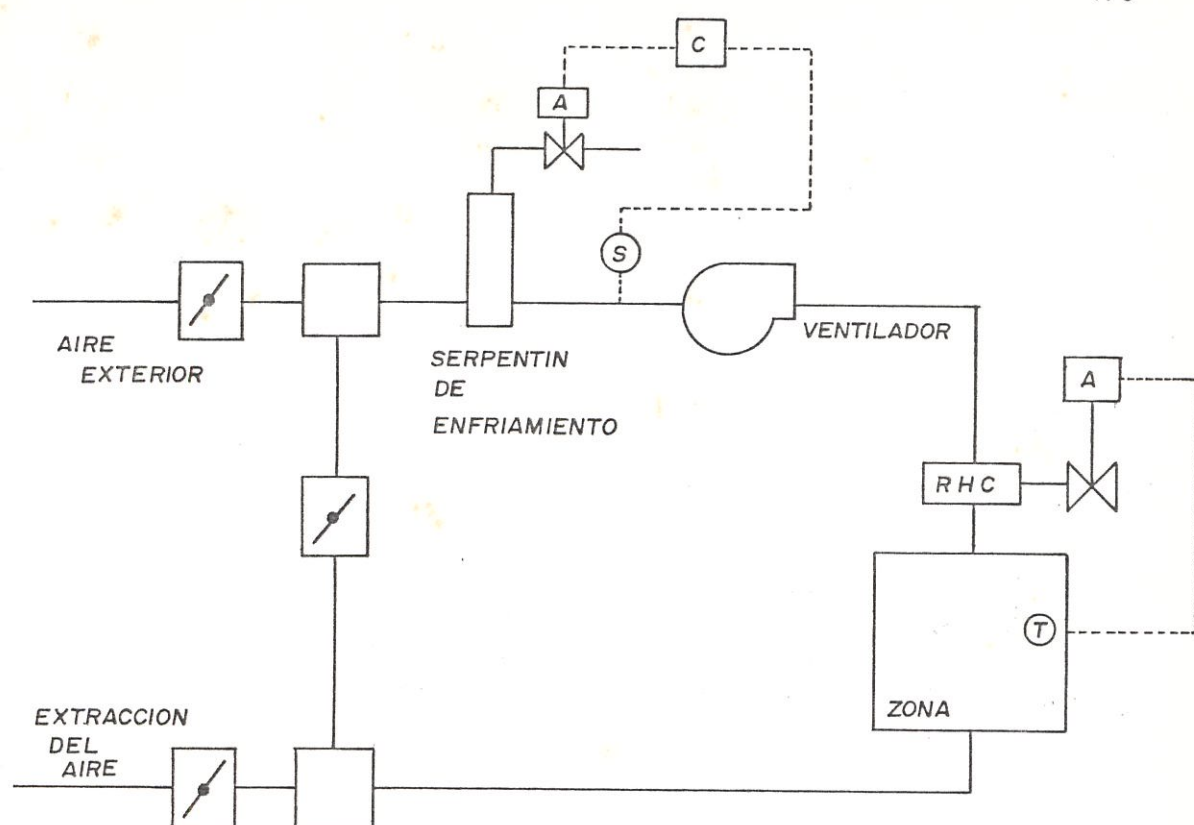 C
A
S
AIRE
EXTERIOR
SERPENTIN
DE
ENFRIAMIENTO
VENTILADOR
A
RHC
T
ZONA
EXTRACCION
DEL
AIRE